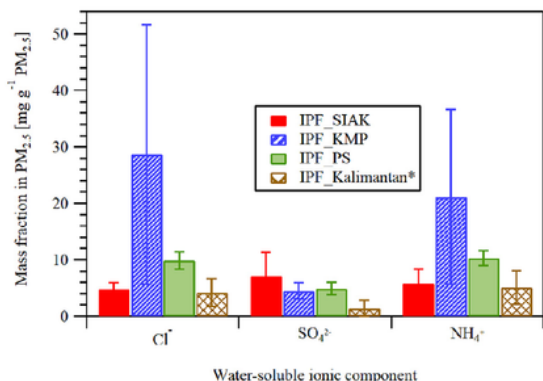 Mass fraction in PM2.5 [mg g-1 PM2.5]
50
40
30
20
10
0
IPF_SIAK
IPF_KMP
IPF_PS
IPF_Kalimantan*
Cl-
SO42-
NH4+
Water-soluble ionic component